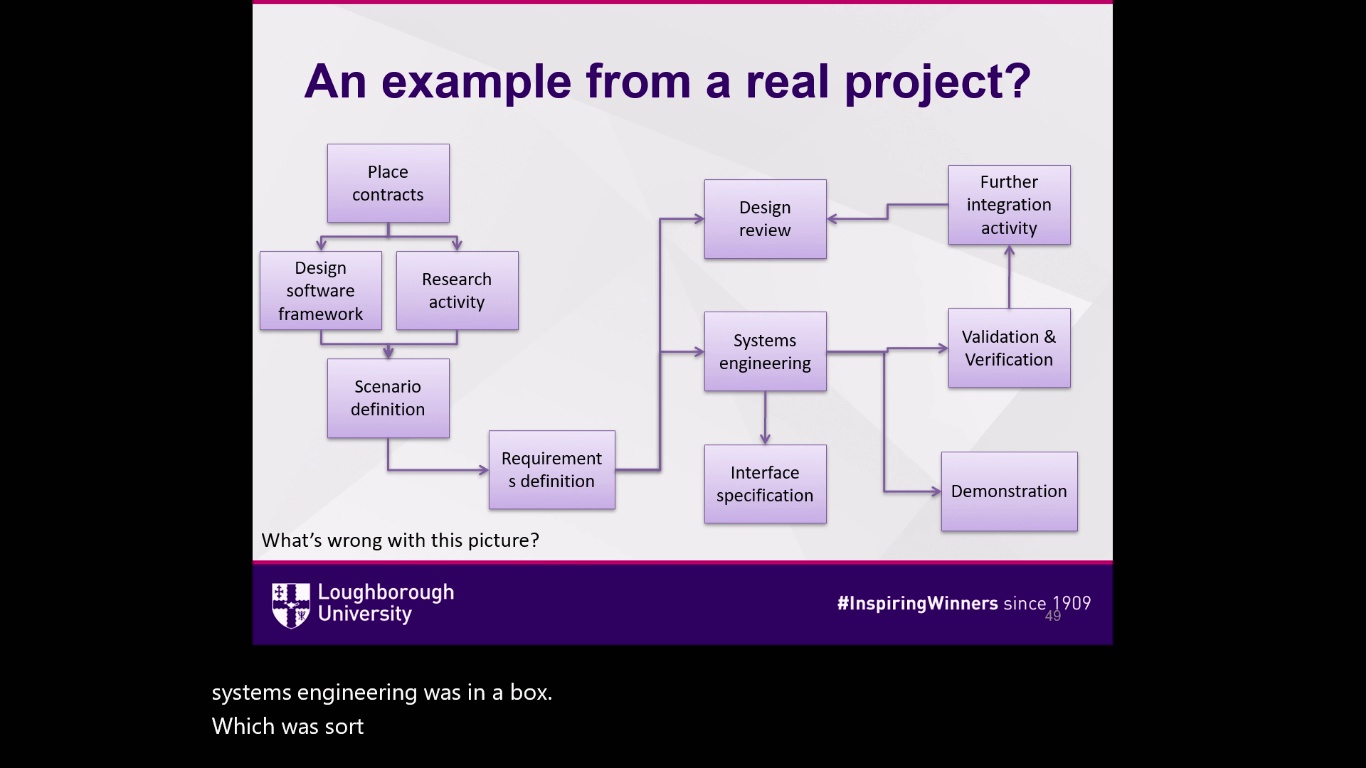 An example from a real project?
Place
contracts
Design
software
framework
Research
activity
Scenario
definition
Requirement
s definition
Design
review
Systems
engineering
Interface
specification
Further
integration
activity
Validation &
Verification
Demonstration
What's wrong with this picture?
Loughborough
University
#InspiringWinners since 1909
49
systems engineering was in a box.
Which was sort